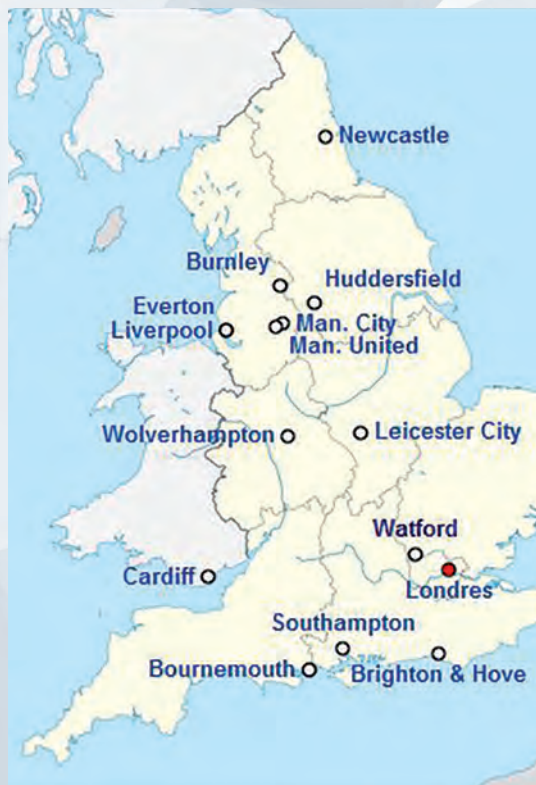 Newcastle
Burnley
Huddersfield
Everton
Liverpool
Man. City
Man. United
Wolverhampton
Leicester City
Watford
Cardiff
Londres
Southampton
Bournemouth
Brighton & Hove